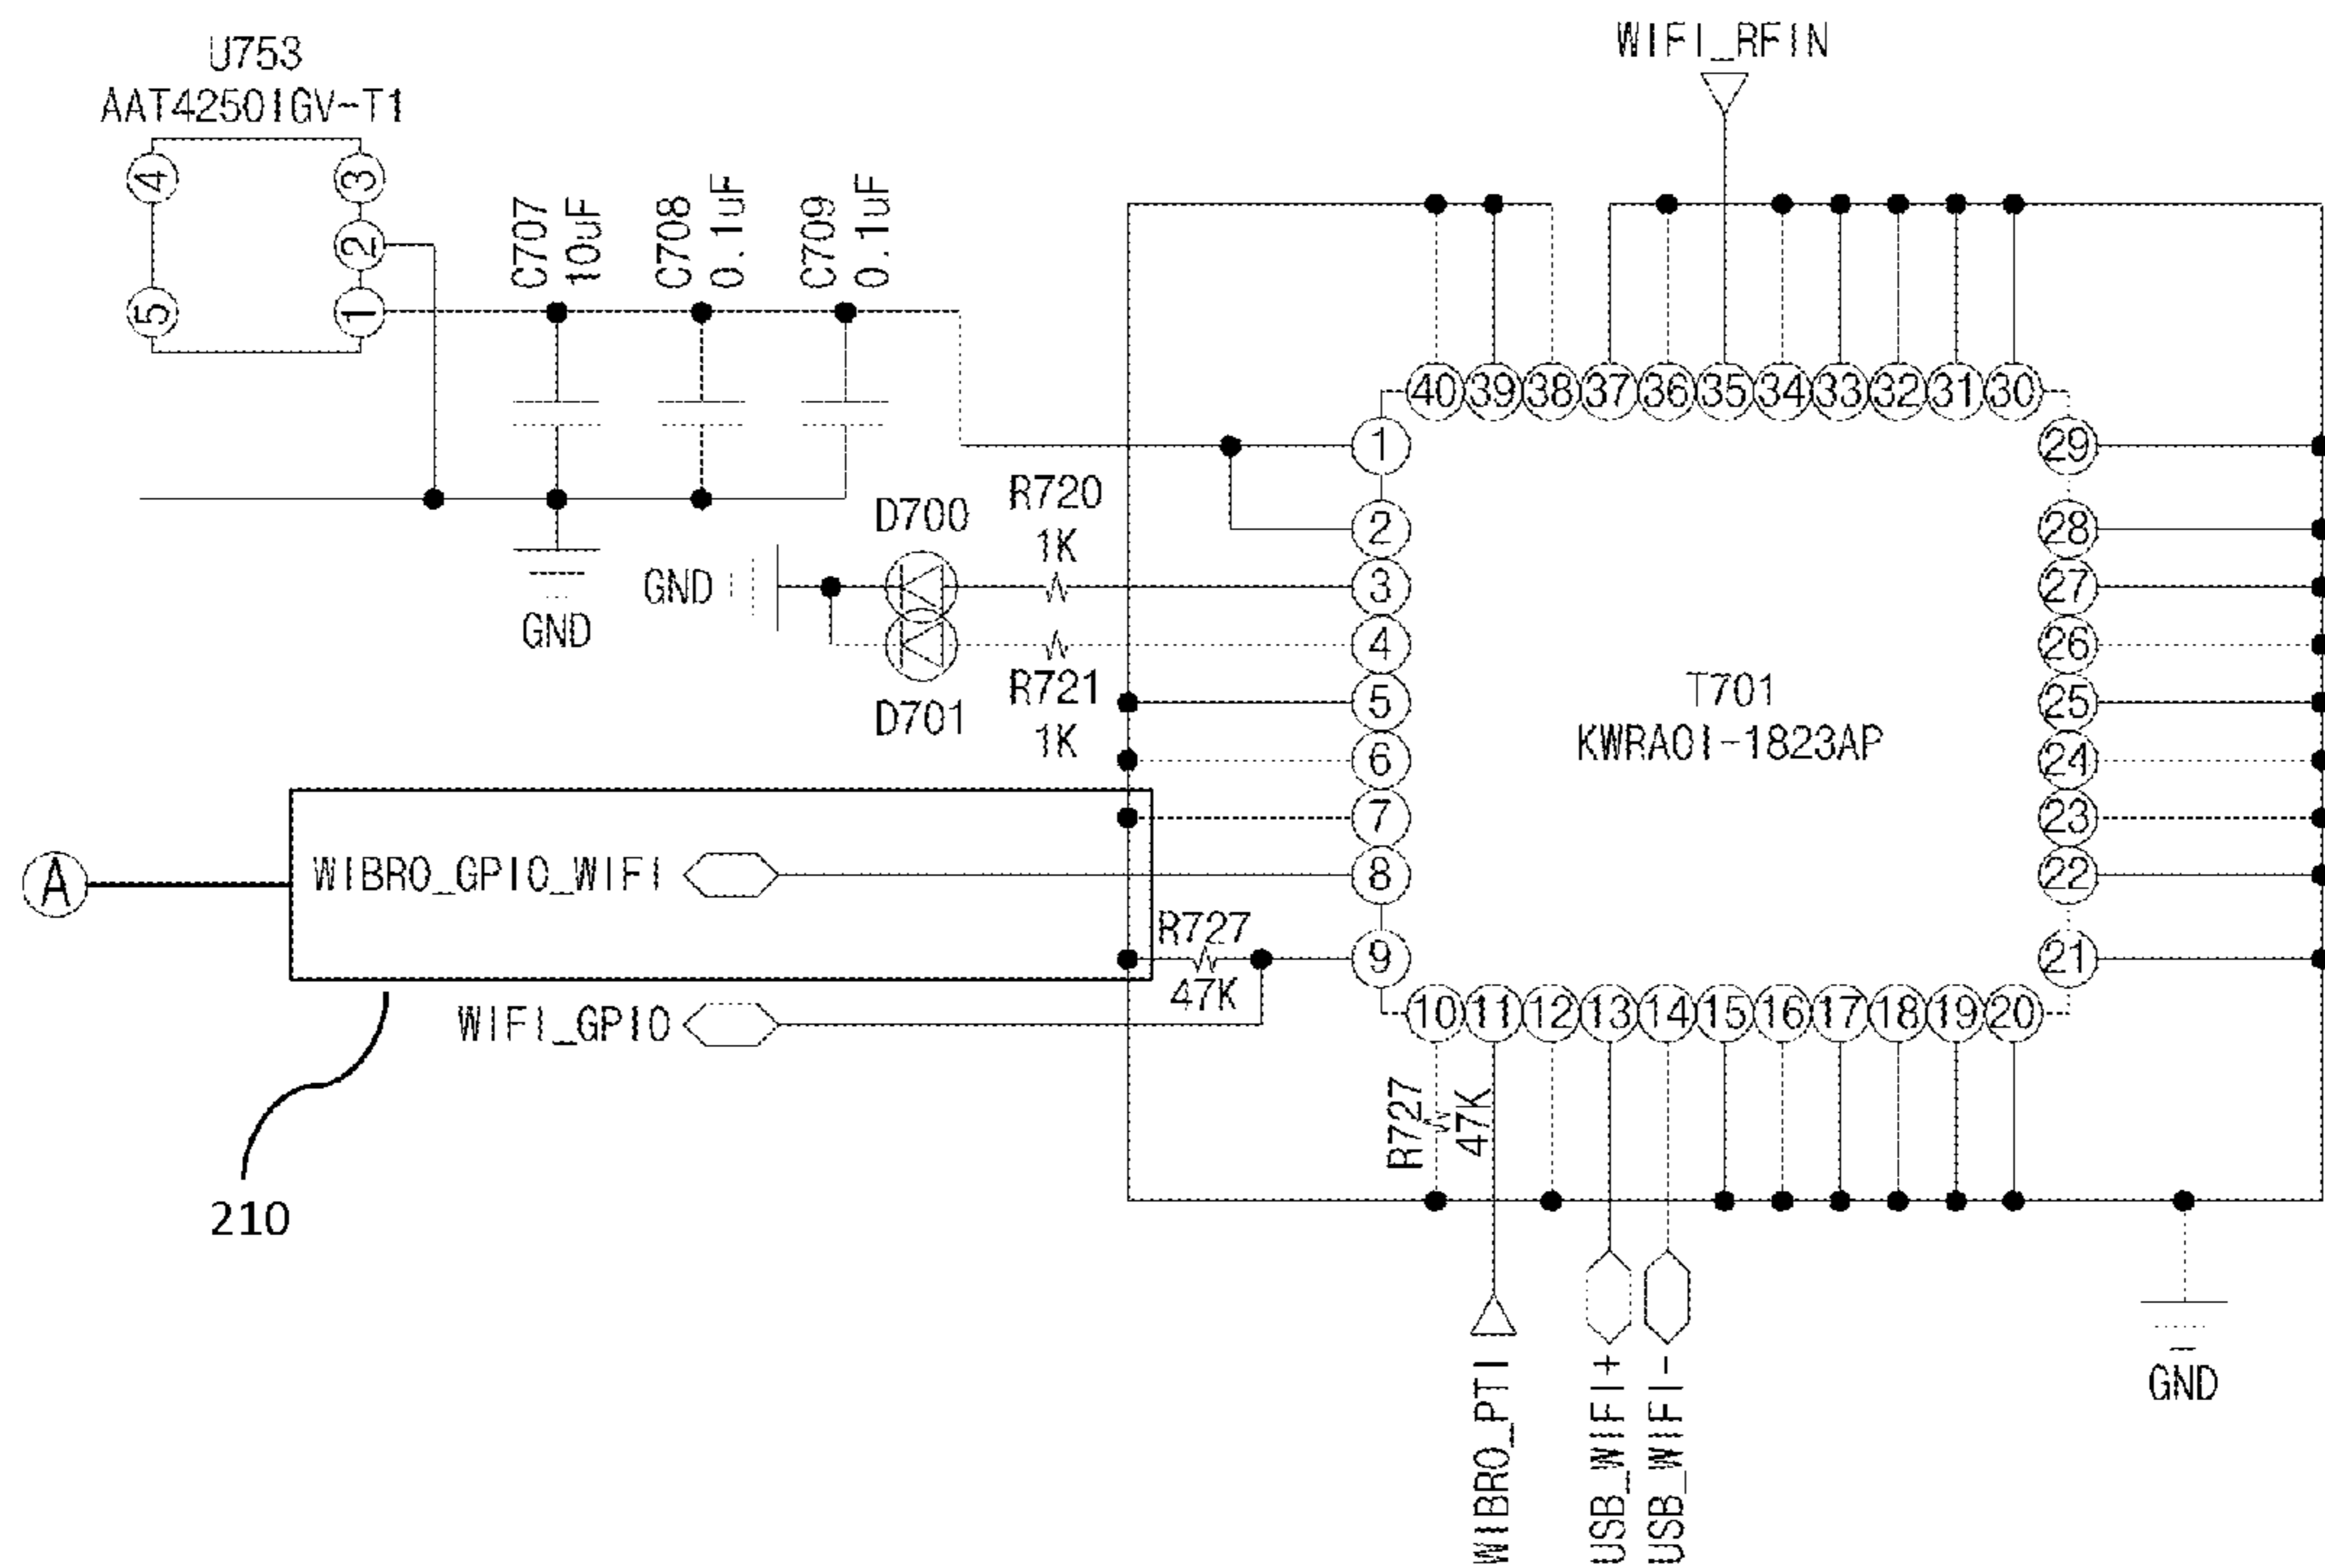 U753
AAT4250IGV-T1
4
3
2
5
1
C707
10uF
C708
0.1uF
C709
0.1uF
GND
WIFI_RFIN
40 39 38 37 36 35 34 33 32 31 30
1
2
3
4
5
6
7
8
9
29
28
27
26
25
24
23
22
21
D700
R720
1K
GND
D701
R721
1K
T701
KWRA01-1823AP
A
WIBRO_GPIO_WIFI
R727
47K
WIFI_GPIO
210
10 11 12 13 14 15 16 17 18 19 20
R727
47K
WIBRO_PTI
USB_WIFI+
USB_WIFI-
GND